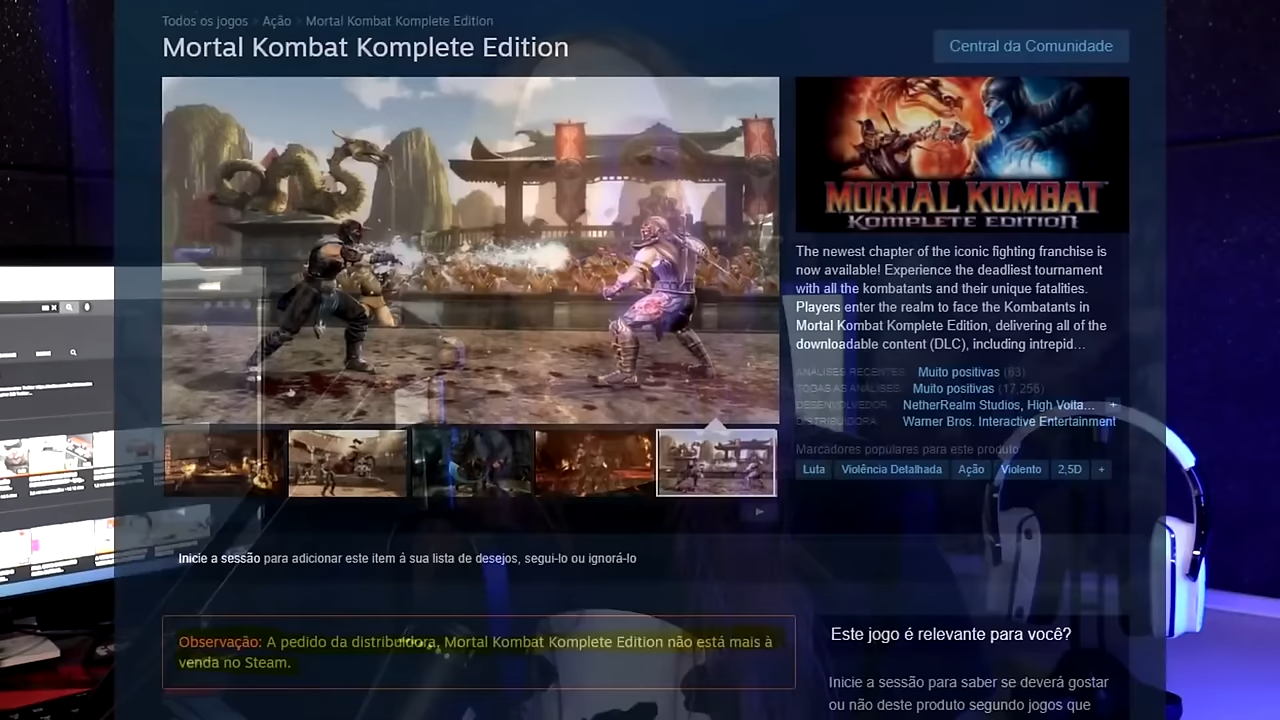 Todos os jogos > Ação > Mortal Kombat Komplete Edition
Mortal Kombat Komplete Edition
Central da Comunidade
MORTAL KOMBAT
KOMPLETE EDITION
The newest chapter of the iconic fighting franchise is
now available! Experience the deadliest tournament
with all the kombatants and their unique fatalities.
Players enter the realm to face the Kombatants in
Mortal Kombat Komplete Edition, delivering all of the
downloadable content (DLC), including intrepid...
ANÁLISES RECENTES: Muito positivas (63)
TODAS AS ANÁLISES: Muito positivas (17,256)
DESENVOLVEDOR: NetherRealm Studios, High Volta... +
DISTRIBUIDORA: Warner Bros. Interactive Entertainment
Marcadores populares para este produto
Luta Violência Detalhada Ação Violento 2,5D +
Inicie a sessão para adicionar este item à sua lista de desejos, segui-lo ou ignorá-lo
Observação: A pedido da distribuidora, Mortal Kombat Komplete Edition não está mais à
venda no Steam.
Este jogo é relevante para você?
Inicie a sessão para saber se deverá gostar
ou não deste produto segundo jogos que